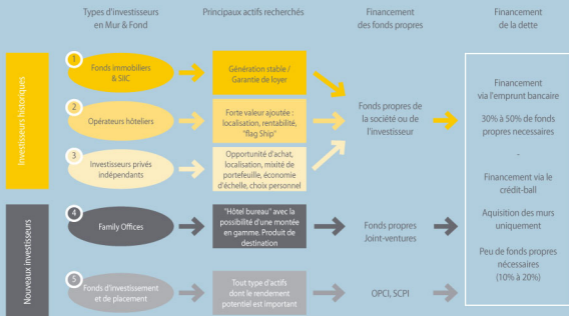 Types d'investisseurs
en Mur & Fond
Principaux actifs recherchés
Financement
des fonds propres
Financement
de la dette
Investisseurs historiques
1
Fonds Immobiliers
& SIIC
Génération stable /
Garantie de loyer
2
Opérateurs hôteliers
Forte valeur ajoutée :
localisation, rentabilité,
"flag Ship"
3
Investisseurs privés
indépendants
Opportunité d'achat,
localisation, mixité de
portefeuille, économie
d'échelle, choix personnel
Fonds propres de
la société ou de
l'investisseur
Nouveaux investisseurs
4
Family Offices
"Hôtel bureau" avec la
possibilité d'une montée
en gamme. Produit de
destination
Fonds propres
Joint-ventures
5
Fonds d'investissement
et de placement
Tout type d'actifs
dont le rendement
potentiel est important
OPCI, SCPI
Financement
via l'emprunt bancaire
30% à 50% de fonds
propres necessaires
-
Financement via le
crédit-ball
Aquisition des murs
uniquement
Peu de fonds propres
nécessaires
(10% à 20%)